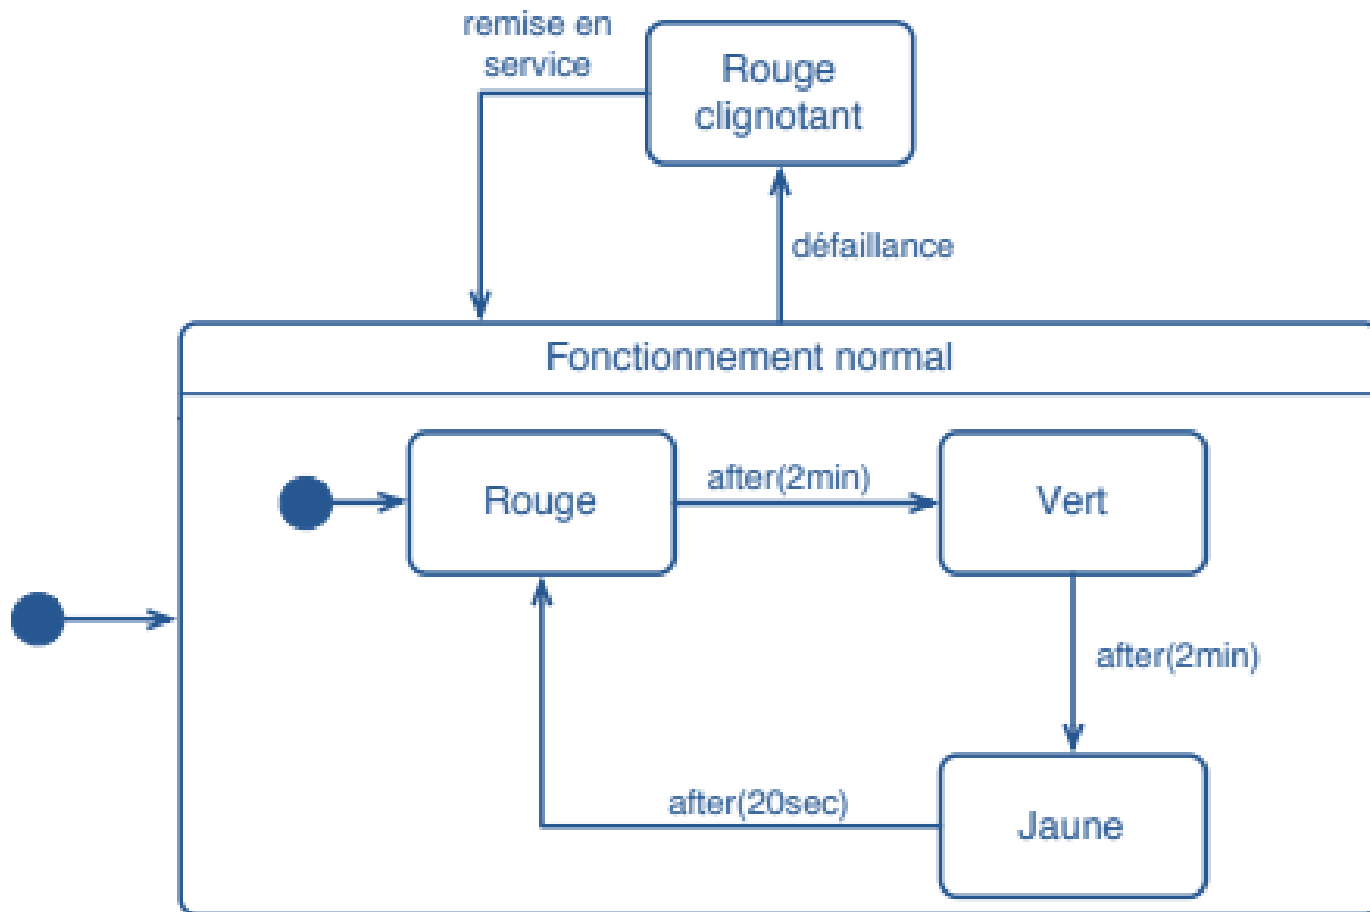 remise en
service
Rouge
clignotant
défaillance
Fonctionnement normal
Rouge
after(2min)
Vert
after(2min)
after(20sec)
Jaune